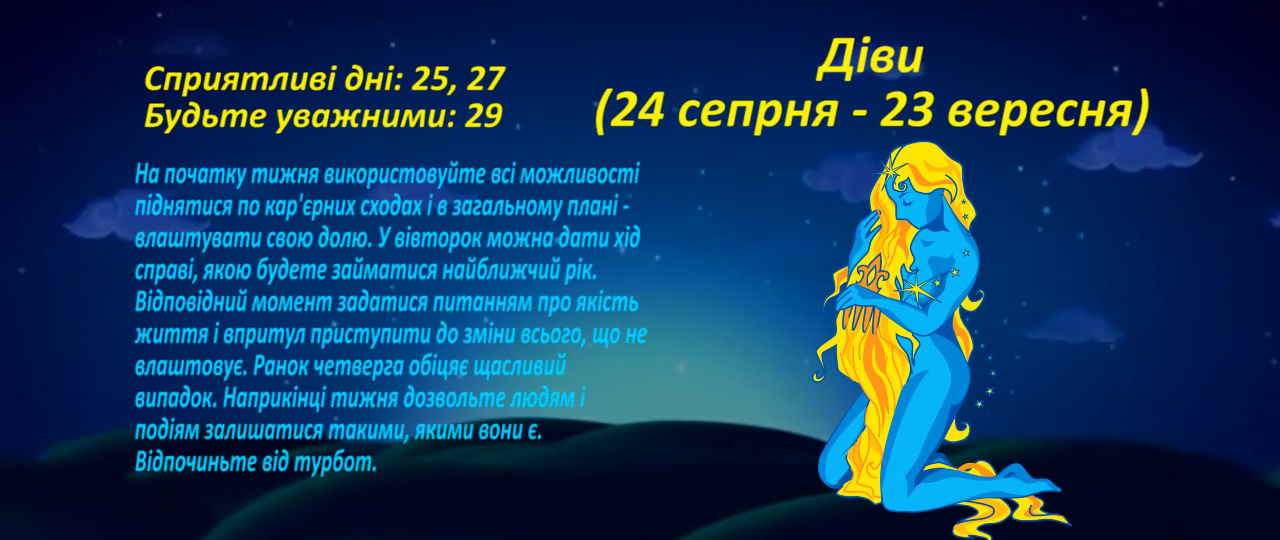 Сприятливі дні: 25, 27
Будьте уважними: 29
Діви
(24 сепрня - 23 вересня)
На початку тижня використовуйте всі можливості
піднятися по кар'єрних сходах і в загальному плані -
влаштувати свою долю. У вівторок можна дати хід
справі, якою будете займатися найближчий рік.
Відповідний момент задатися питанням про якість
життя і впритул приступити до зміни всього, що не
влаштовує. Ранок четверга обіцяє щасливий
випадок. Наприкінці тижня дозвольте людям і
подіям залишатися такими, якими вони є.
Відпочиньте від турбот.